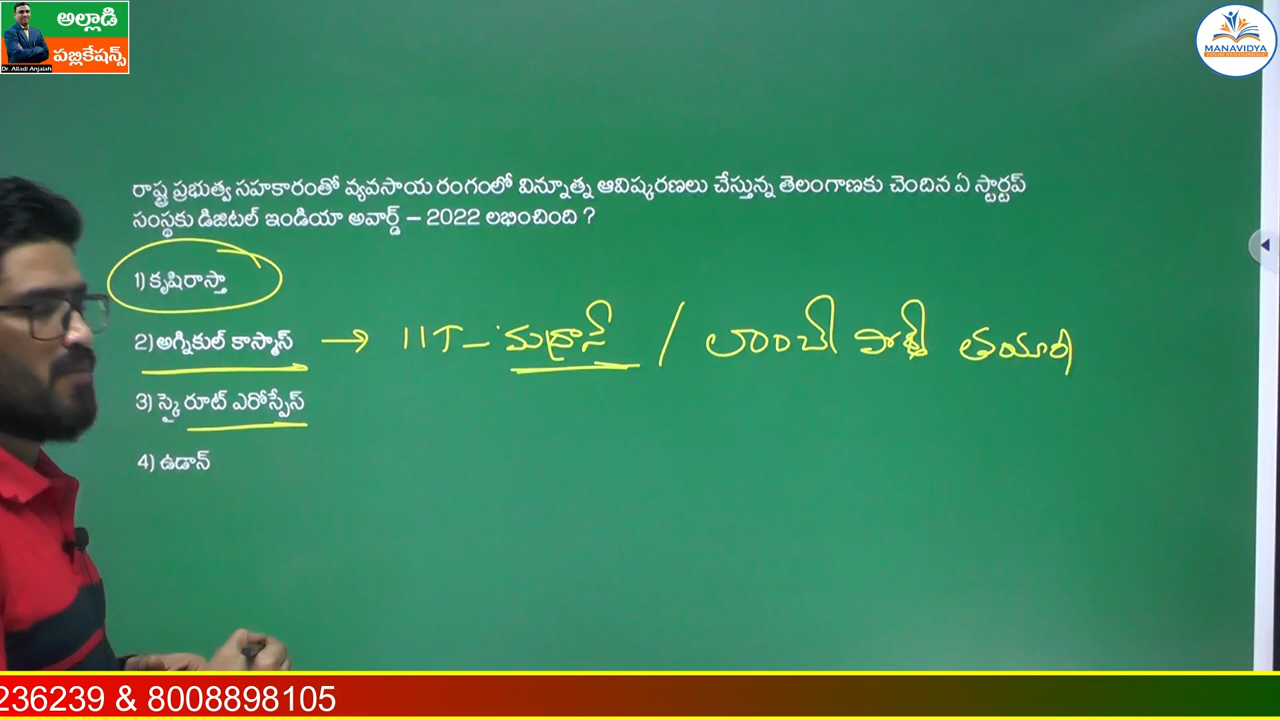 అల్లాడి
పబ్లికేషన్స్
Dr. Alladi Anjaiah
MANAVIDYA
రాష్ట్ర ప్రభుత్వ సహకారంతో వ్యవసాయ రంగంలో విన్నూత్న ఆవిష్కరణలు చేస్తున్న తెలంగాణకు చెందిన ఏ స్టార్టప్
సంస్థకు డిజిటల్ ఇండియా అవార్డ్ – 2022 లభించింది ?
1) కృషిరాస్తా
2) అగ్నికుల్ కాస్మాస్ → IIT - మద్రాస్ / లాంచ్ తయారీ
3) స్కై రూట్ ఎరోస్పేస్
4) ఉడాన్
236239 & 8008898105